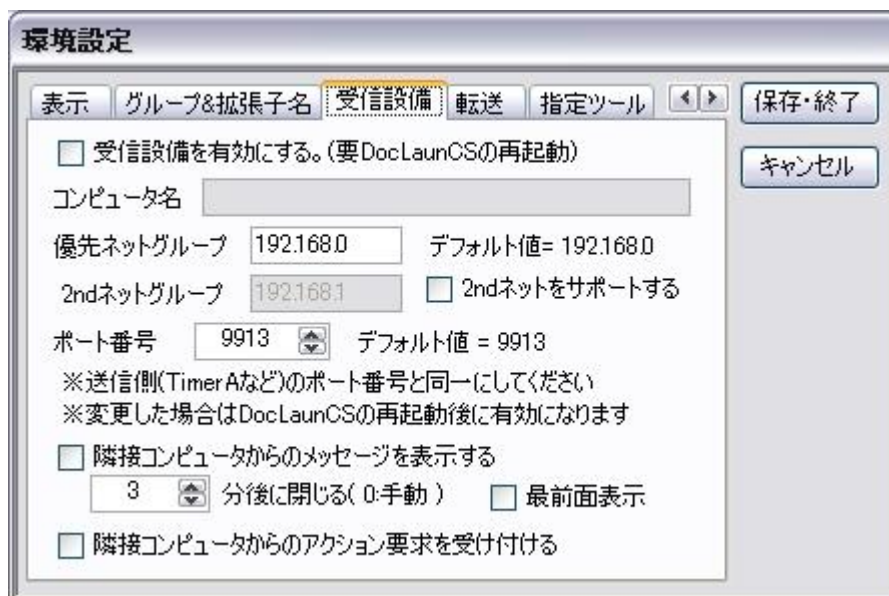 環境設定
表示 グループ&拡張子名 受信設備 転送 指定ツール
保存・終了
キャンセル
受信設備を有効にする。(要DocLaunCSの再起動)
コンピュータ名
優先ネットグループ 192.168.0 デフォルト値= 192.168.0
2ndネットグループ 192.168.1 2ndネットをサポートする
ポート番号 9913 デフォルト値 = 9913
※送信側(TimerAなど)のポート番号と同一にしてください
※変更した場合はDocLaunCSの再起動後に有効になります
隣接コンピュータからのメッセージを表示する
3 分後に閉じる( 0:手動 ) 最前面表示
隣接コンピュータからのアクション要求を受け付ける